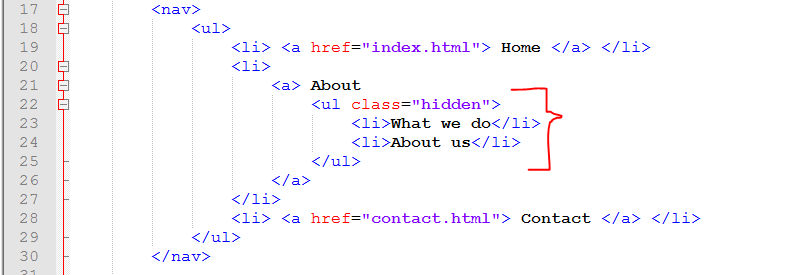 17 <nav>
18 <ul>
19 <li> <a href="index.html"> Home </a> </li>
20 <li>
21 <a> About
22 <ul class="hidden">
23 <li>What we do</li>
24 <li>About us</li>
25 </ul>
26 </a>
27 </li>
28 <li> <a href="contact.html"> Contact </a> </li>
29 </ul>
30 </nav>